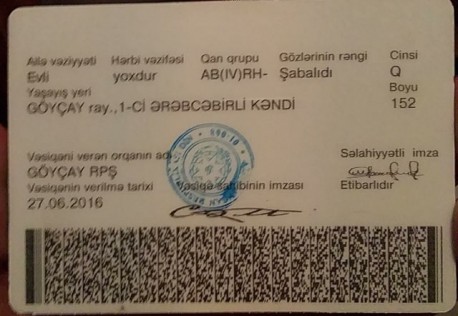 Ailə vəziyyəti Hərbi vəzifəsi Qan qrupu Gözlərinin rəngi Cinsi
Evli yoxdur AB(IV)RH- Şabalıdı Q
Yaşayış yeri Boyu
GÖYÇAY ray.,1-Cİ ƏRƏBCƏBİRLİ KƏNDİ 152
Vəsiqəni verən orqanın adı Səlahiyyətli imza
GÖYÇAY RPŞ
Vəsiqənin verilmə tarixi Vəsiqə sahibinin imzası Etibarlıdır
27.06.2016